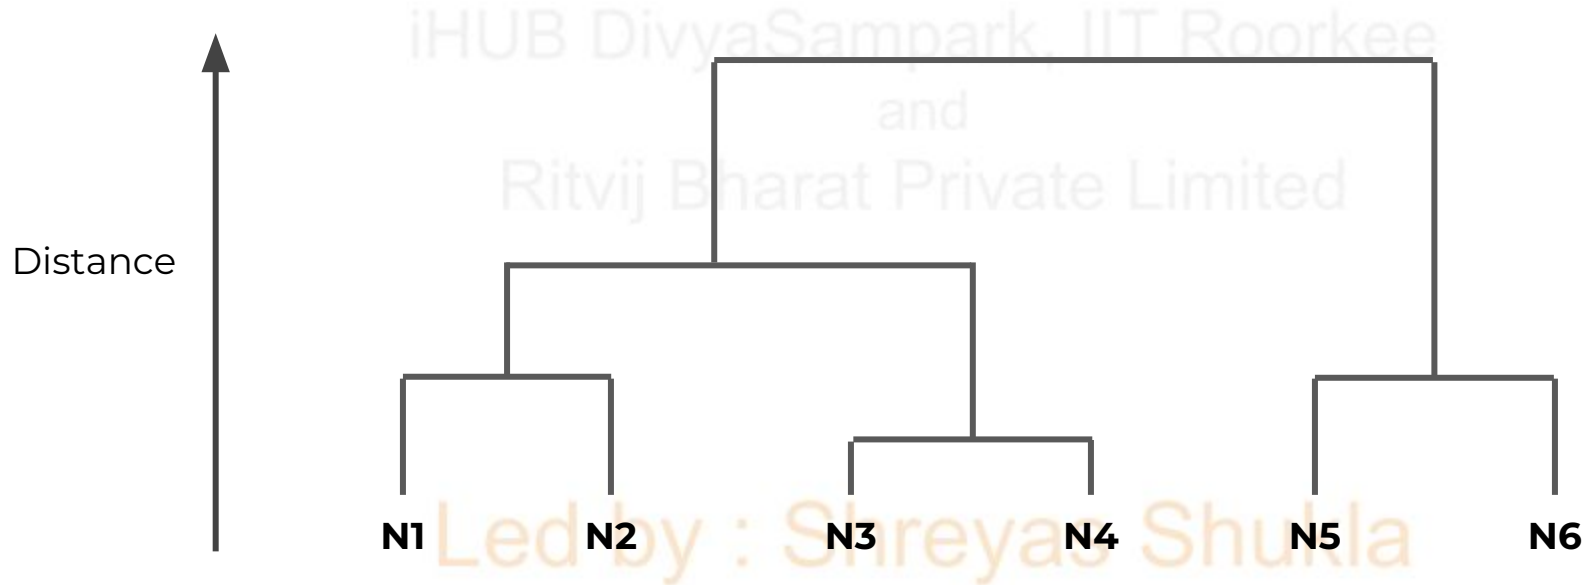 iHUB DivyaSampark, IIT Roorkee
and
Ritvij Bharat Private Limited
Distance
Led by : Shreyas Shukla
N1 N2 N3 N4 N5 N6